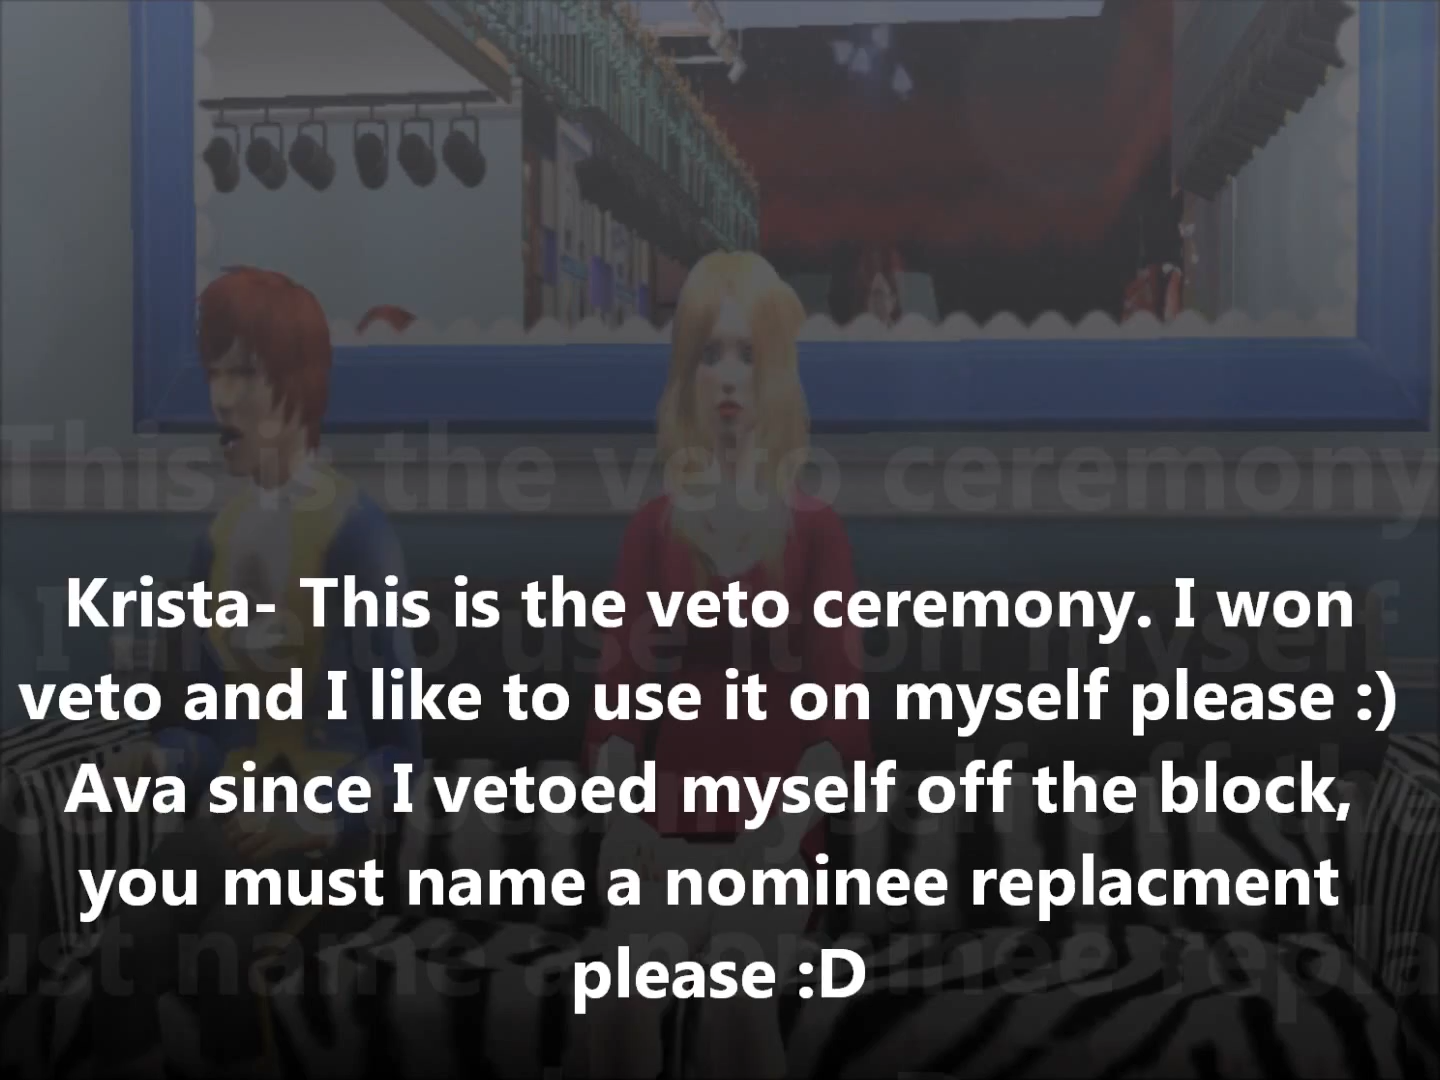 Krista- This is the veto ceremony. I won
veto and I like to use it on myself please :)
Ava since I vetoed myself off the block,
you must name a nominee replacment
please :D